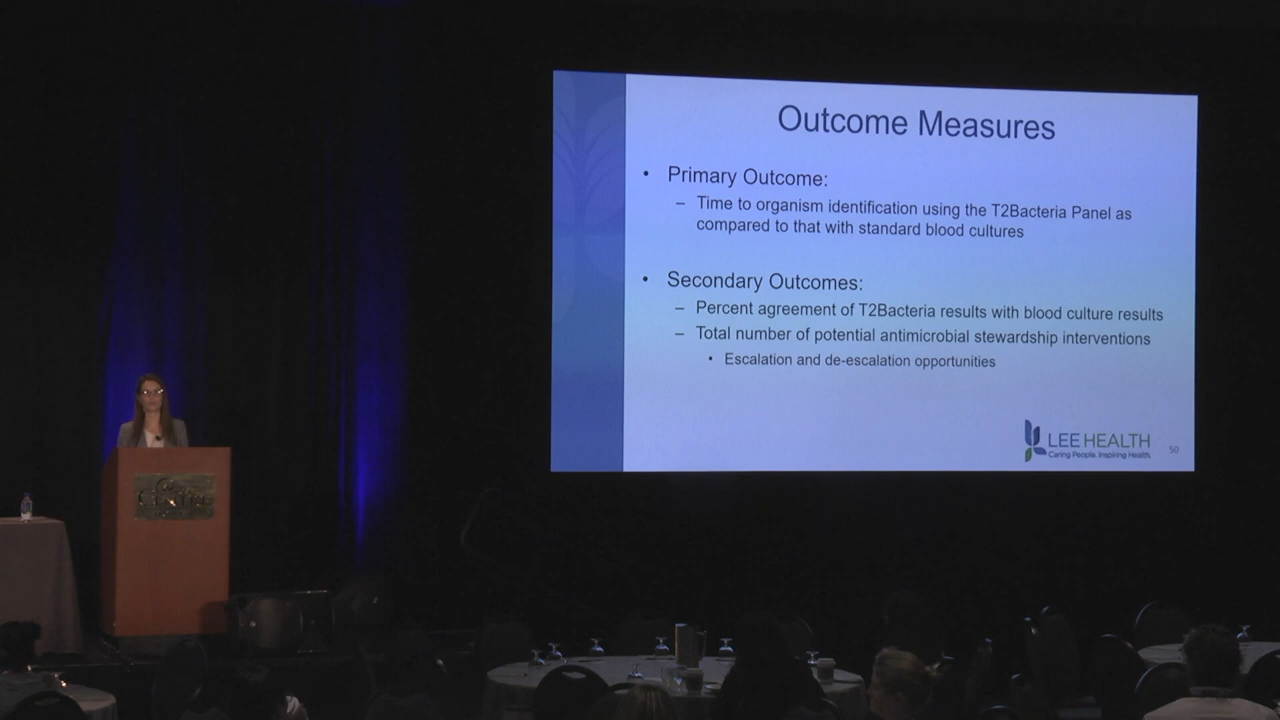 Outcome Measures
• Primary Outcome:
– Time to organism identification using the T2Bacteria Panel as
compared to that with standard blood cultures
• Secondary Outcomes:
– Percent agreement of T2Bacteria results with blood culture results
– Total number of potential antimicrobial stewardship interventions
• Escalation and de-escalation opportunities
LEE HEALTH
Caring People. Inspiring Health.
50